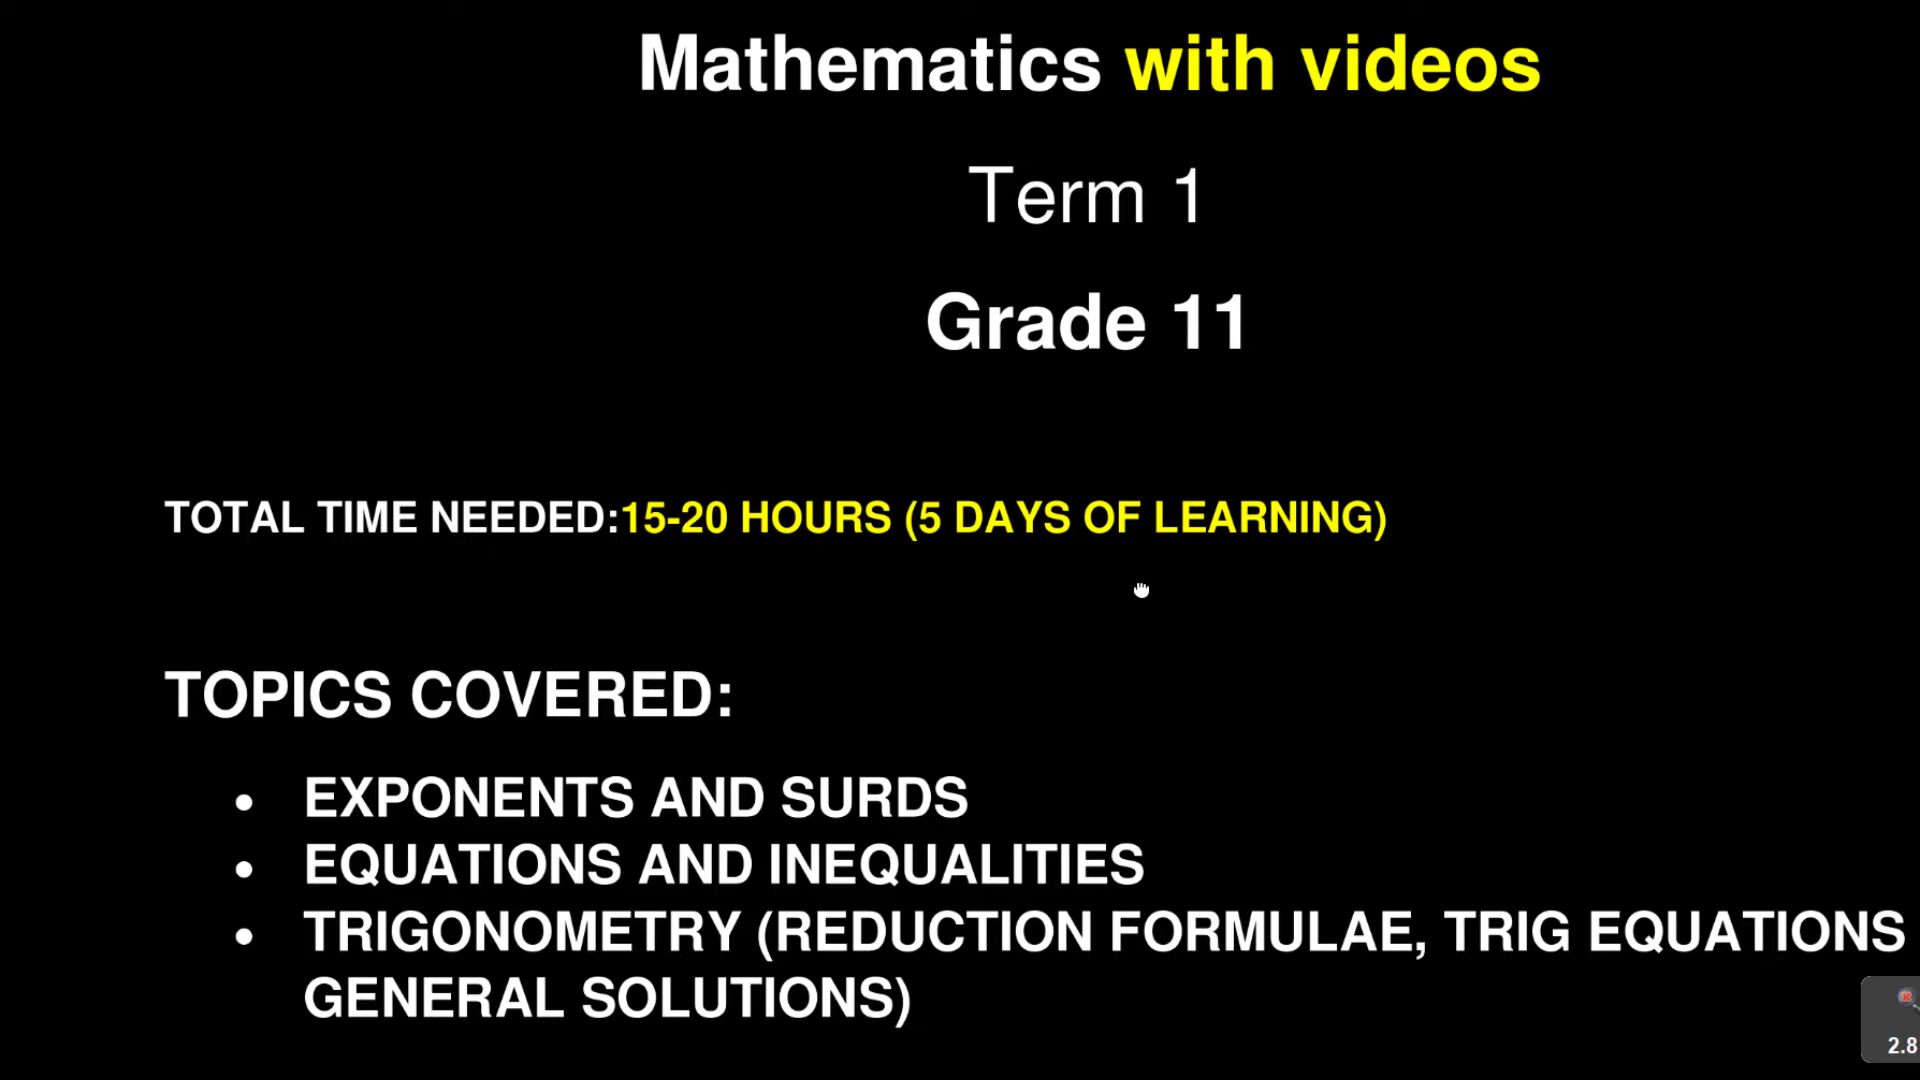 Mathematics with videos
Term 1
Grade 11
TOTAL TIME NEEDED:15-20 HOURS (5 DAYS OF LEARNING)
TOPICS COVERED:
• EXPONENTS AND SURDS
• EQUATIONS AND INEQUALITIES
• TRIGONOMETRY (REDUCTION FORMULAE, TRIG EQUATIONS
GENERAL SOLUTIONS)
2.8